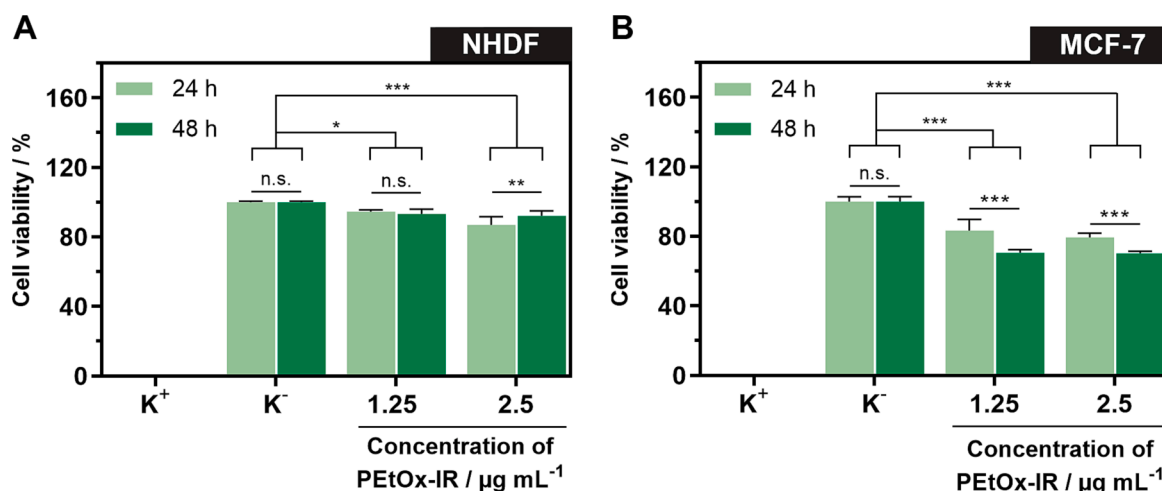 A
NHDF
24 h
48 h
***
*
n.s.
n.s.
**
Cell viability / %
160
120
80
40
0
K⁺
K⁻
1.25
2.5
Concentration of
PEtOx-IR / µg mL⁻¹
B
MCF-7
24 h
48 h
***
***
n.s.
***
***
Cell viability / %
160
120
80
40
0
K⁺
K⁻
1.25
2.5
Concentration of
PEtOx-IR / µg mL⁻¹